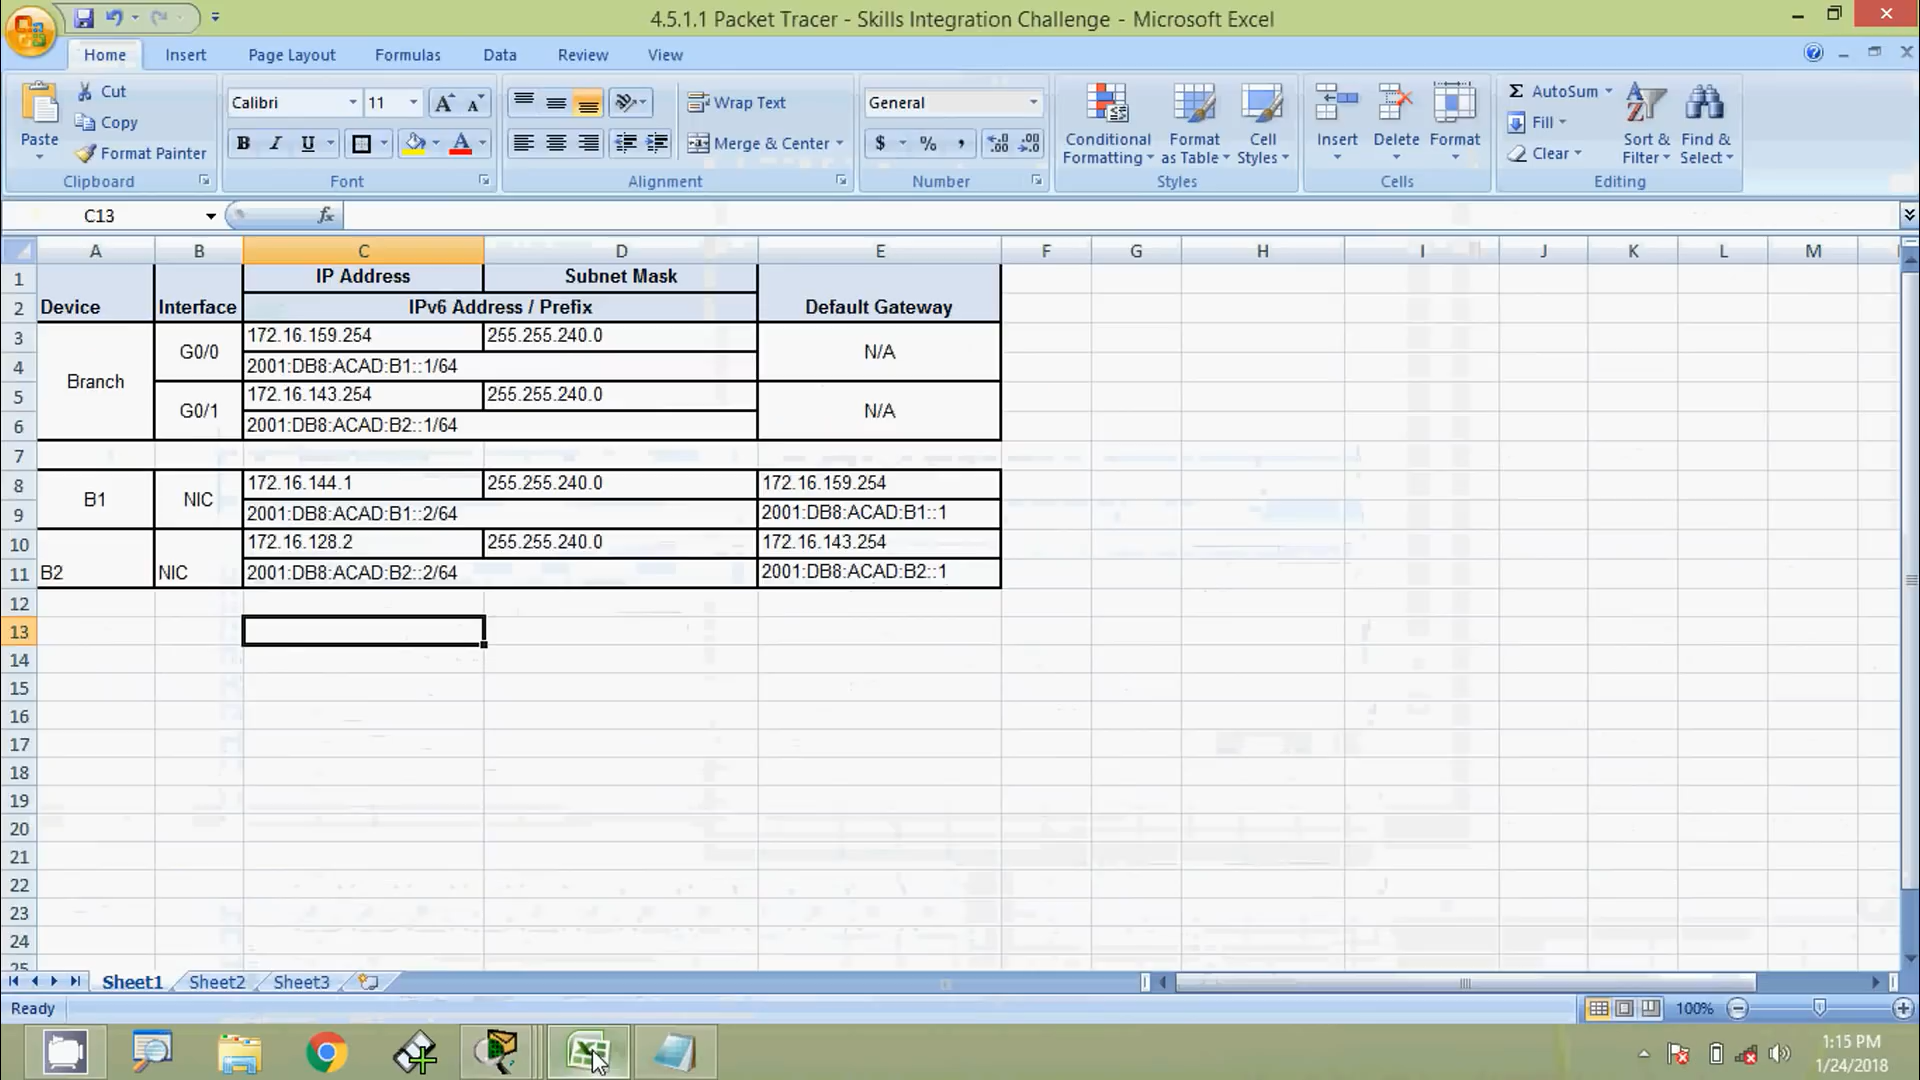 4.5.1.1 Packet Tracer - Skills Integration Challenge - Microsoft Excel
Home Insert Page Layout Formulas Data Review View
Paste
Cut
Copy
Format Painter
Clipboard
Calibri 11
B I U
Font
Wrap Text
Merge & Center
Alignment
General
$ % ,
Number
Conditional Formatting
Format as Table
Cell Styles
Styles
Insert
Delete
Format
Cells
AutoSum
Fill
Clear
Sort & Filter
Find & Select
Editing
C13
fx
A B C D E F G H I J K L M
1 IP Address Subnet Mask
2 Device Interface IPv6 Address / Prefix Default Gateway
3 172.16.159.254 255.255.240.0
G0/0 N/A
4 2001:DB8:ACAD:B1::1/64
Branch
5 172.16.143.254 255.255.240.0
G0/1 N/A
6 2001:DB8:ACAD:B2::1/64
7
8 172.16.144.1 255.255.240.0 172.16.159.254
B1 NIC
9 2001:DB8:ACAD:B1::2/64 2001:DB8:ACAD:B1::1
10 172.16.128.2 255.255.240.0 172.16.143.254
11 B2 NIC 2001:DB8:ACAD:B2::2/64 2001:DB8:ACAD:B2::1
12
13
14
15
16
17
18
19
20
21
22
23
24
25
Sheet1 Sheet2 Sheet3
Ready
100%
1:15 PM
1/24/2018